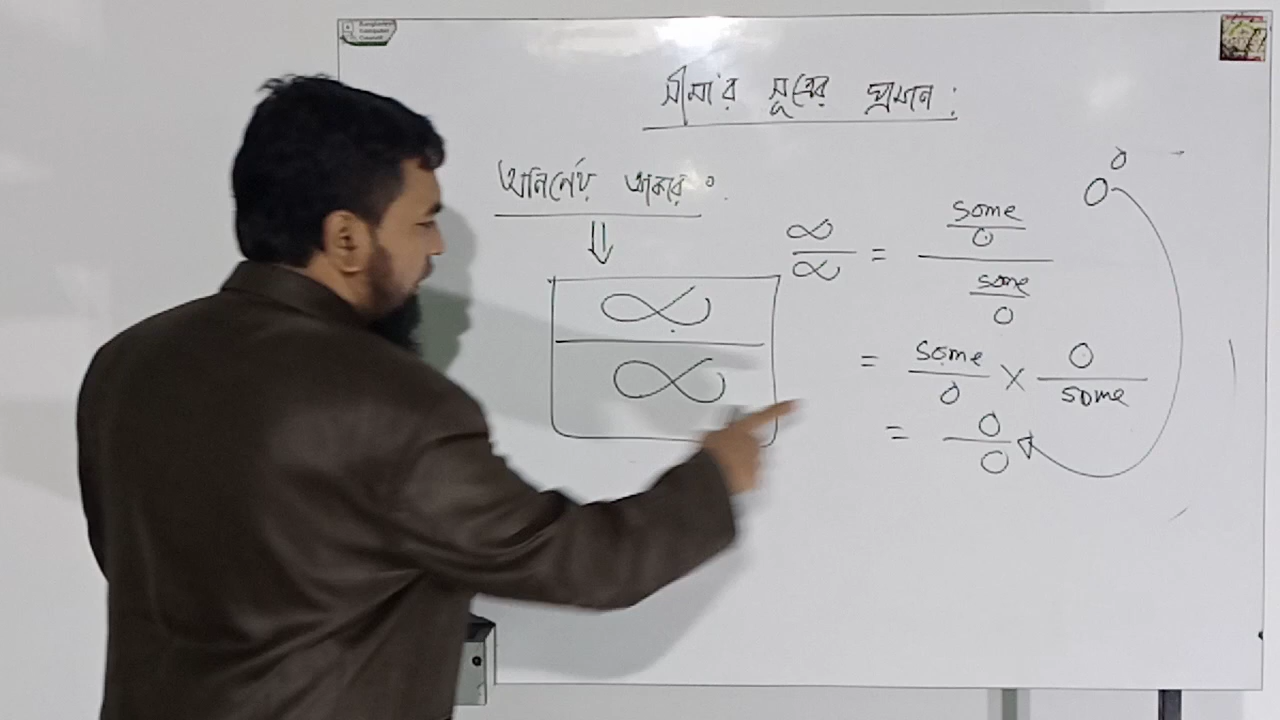 সীমা'র সূত্রের প্রমান :
অনির্ণেয় আকার :
⇓
∞
∞
∞/∞ = (some/0)/(some/0)
= some/0 × 0/some
= 0/0
0⁰